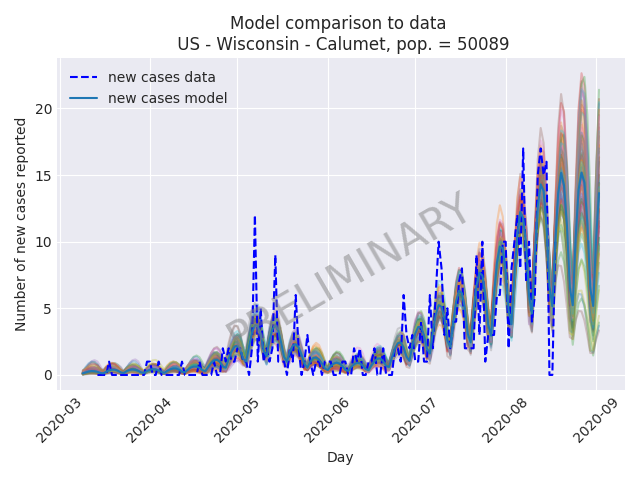 Model comparison to data
US - Wisconsin - Calumet, pop. = 50089
new cases data
new cases model
PRELIMINARY
Number of new cases reported
20
15
10
5
0
2020-03
2020-04
2020-05
2020-06
2020-07
2020-08
2020-09
Day